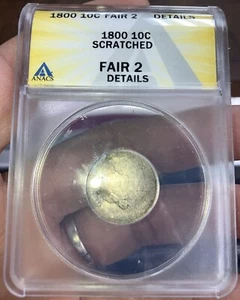 1800 10C FAIR 2 DETAILS
1800 10C
SCRATCHED
FAIR 2
DETAILS
ANACS